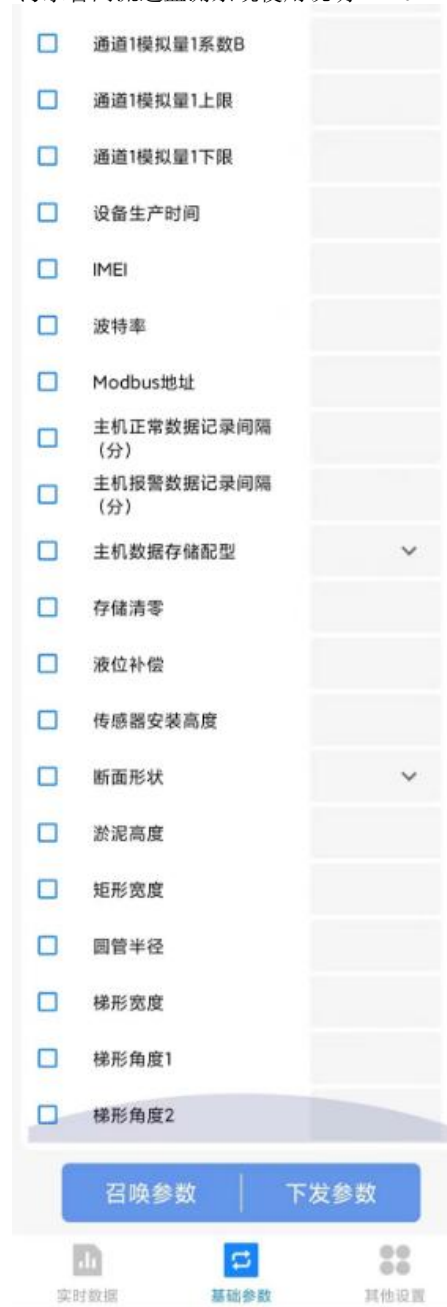 通道1模拟量1系数B
通道1模拟量1上限
通道1模拟量1下限
设备生产时间
IMEI
波特率
Modbus地址
主机正常数据记录间隔
（分）
主机报警数据记录间隔
（分）
主机数据存储配型
存储清零
液位补偿
传感器安装高度
断面形状
淤泥高度
矩形宽度
圆管半径
梯形宽度
梯形角度1
梯形角度2
召唤参数 下发参数
实时数据 基础参数 其他设置